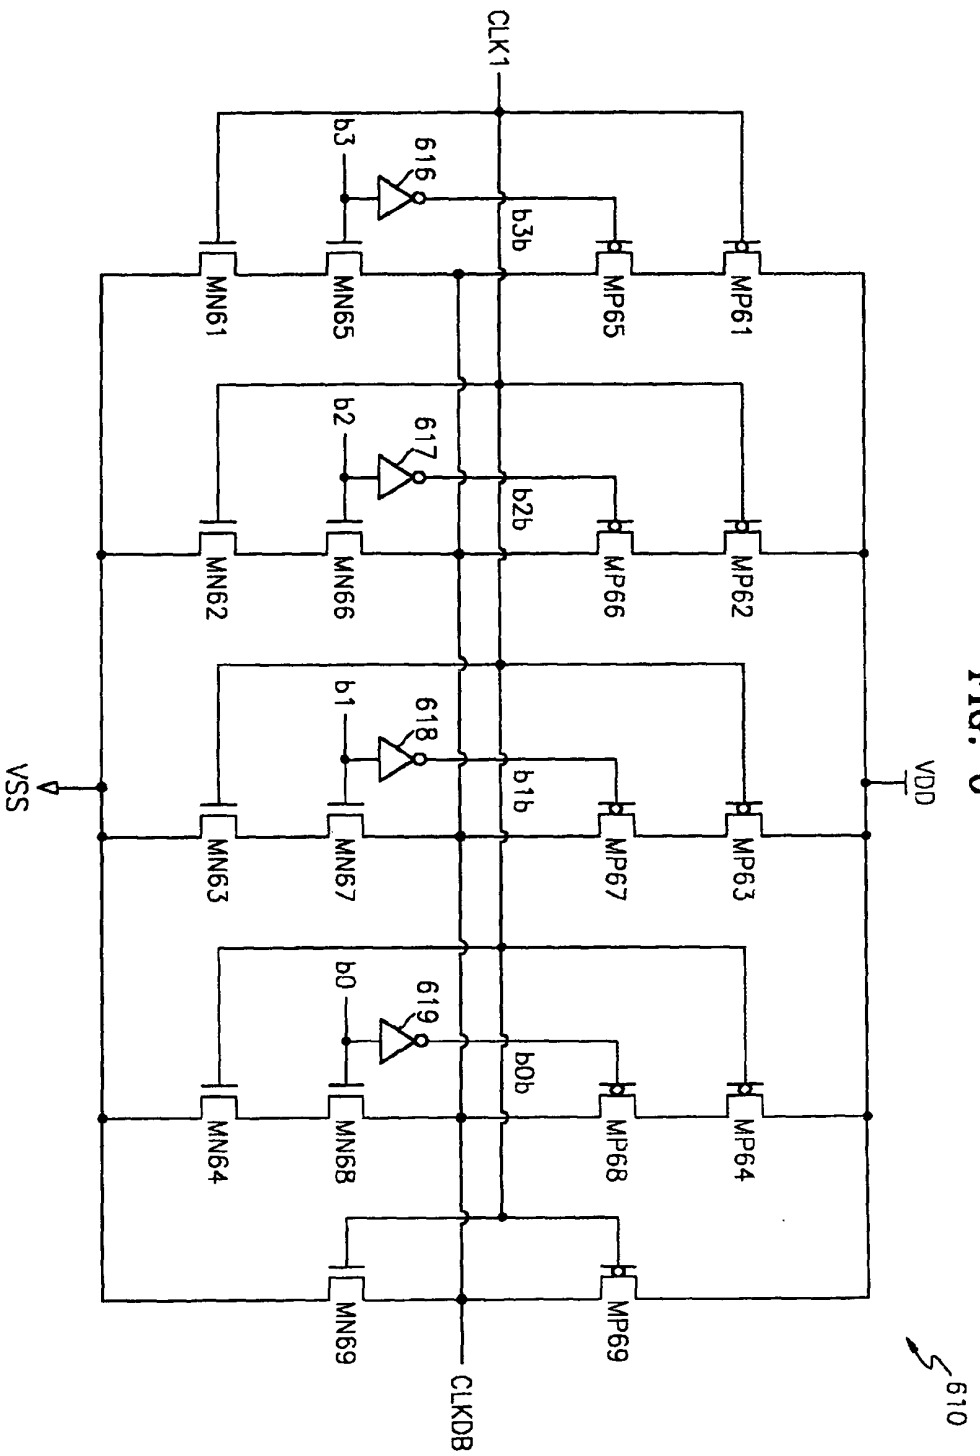 FIG. 6
610
VDD
MP61
MP62
MP63
MP64
MP65
MP66
MP67
MP68
MP69
b3b
b2b
b1b
b0b
CLK1
CLKDB
616
617
618
619
b3
b2
b1
b0
MN65
MN66
MN67
MN68
MN69
MN61
MN62
MN63
MN64
VSS